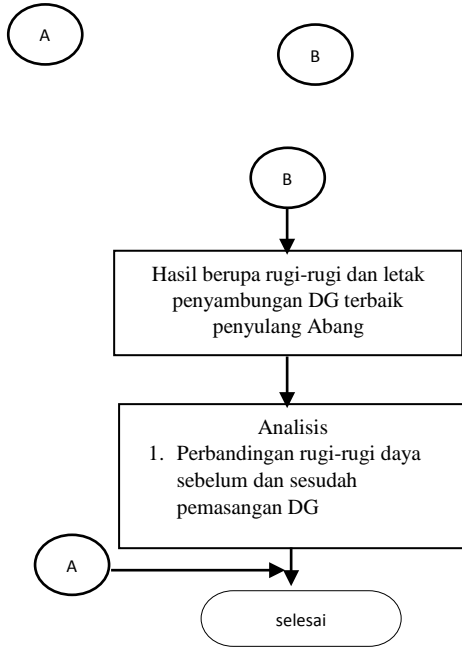 A
B
B
Hasil berupa rugi-rugi dan letak
penyambungan DG terbaik
penyulang Abang
Analisis
1. Perbandingan rugi-rugi daya
sebelum dan sesudah
pemasangan DG
A
selesai